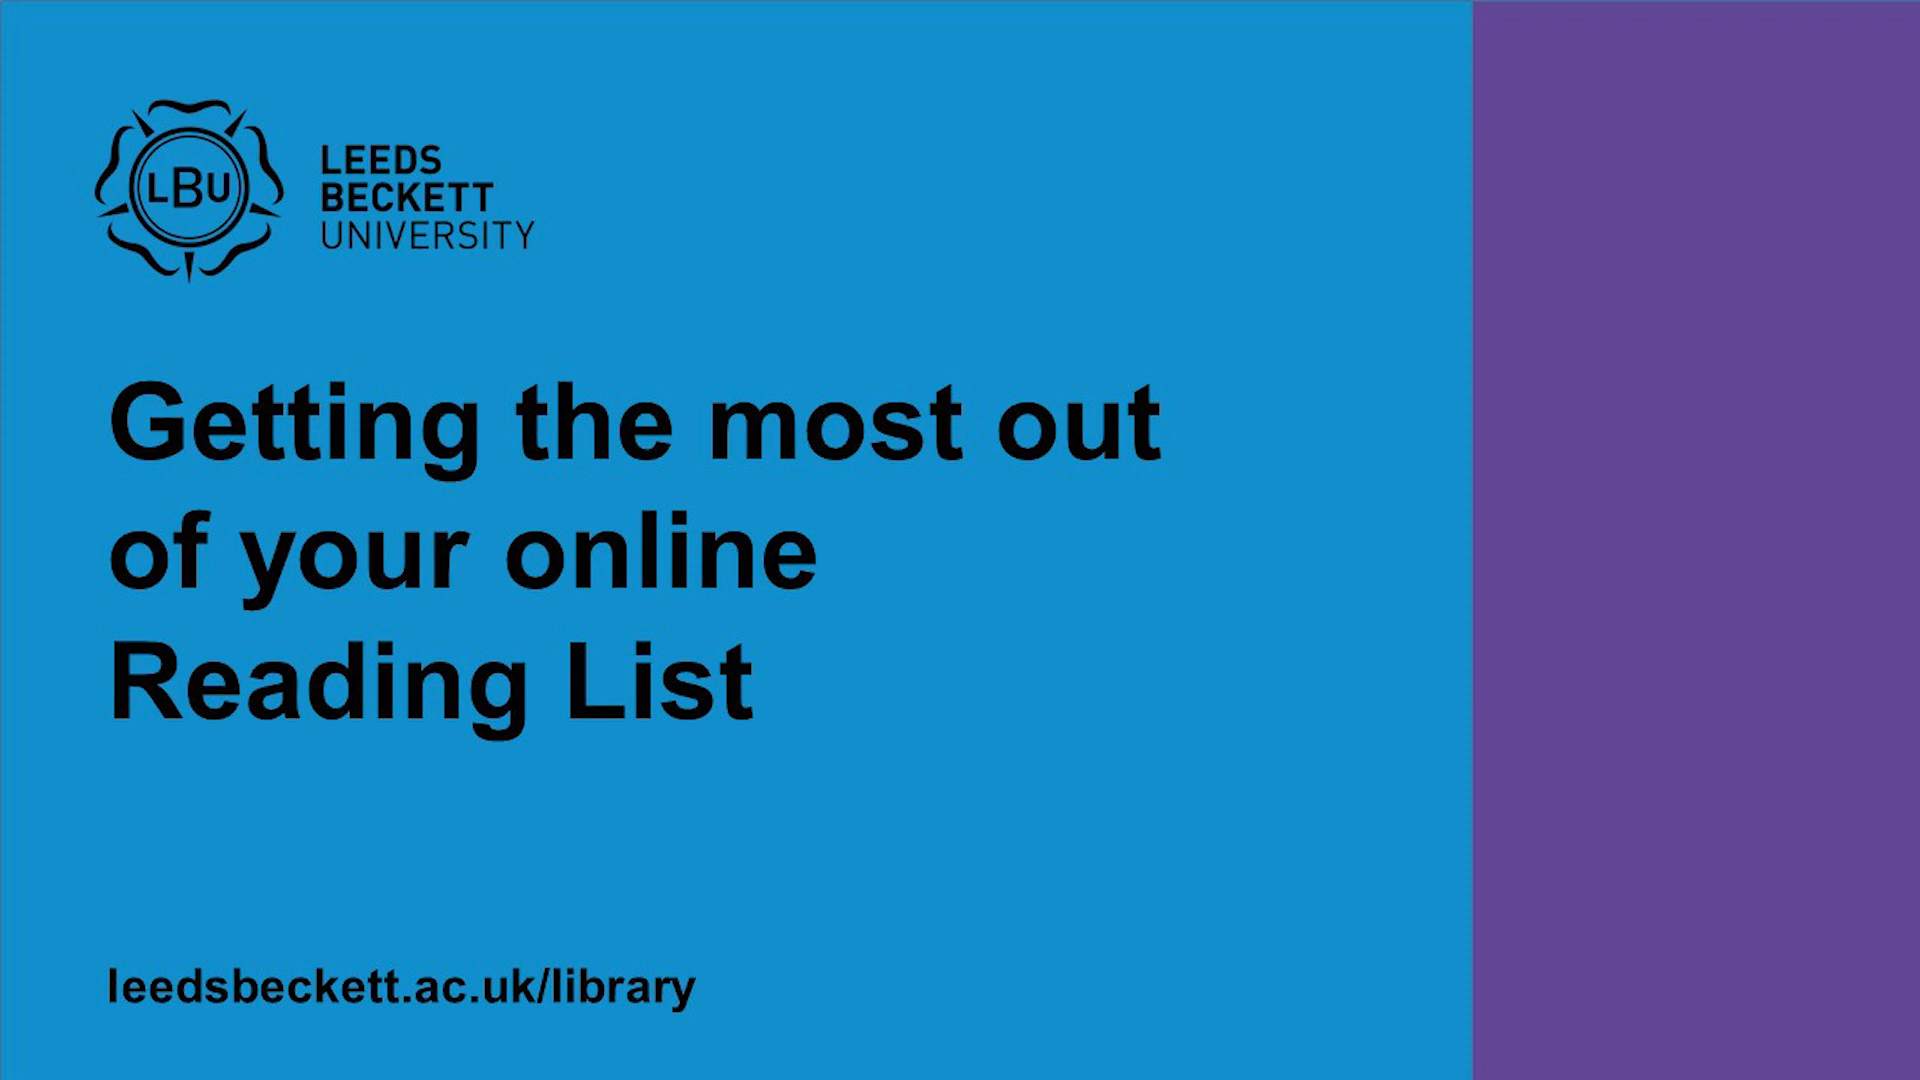 LBU
LEEDS
BECKETT
UNIVERSITY
Getting the most out
of your online
Reading List
leedsbeckett.ac.uk/library